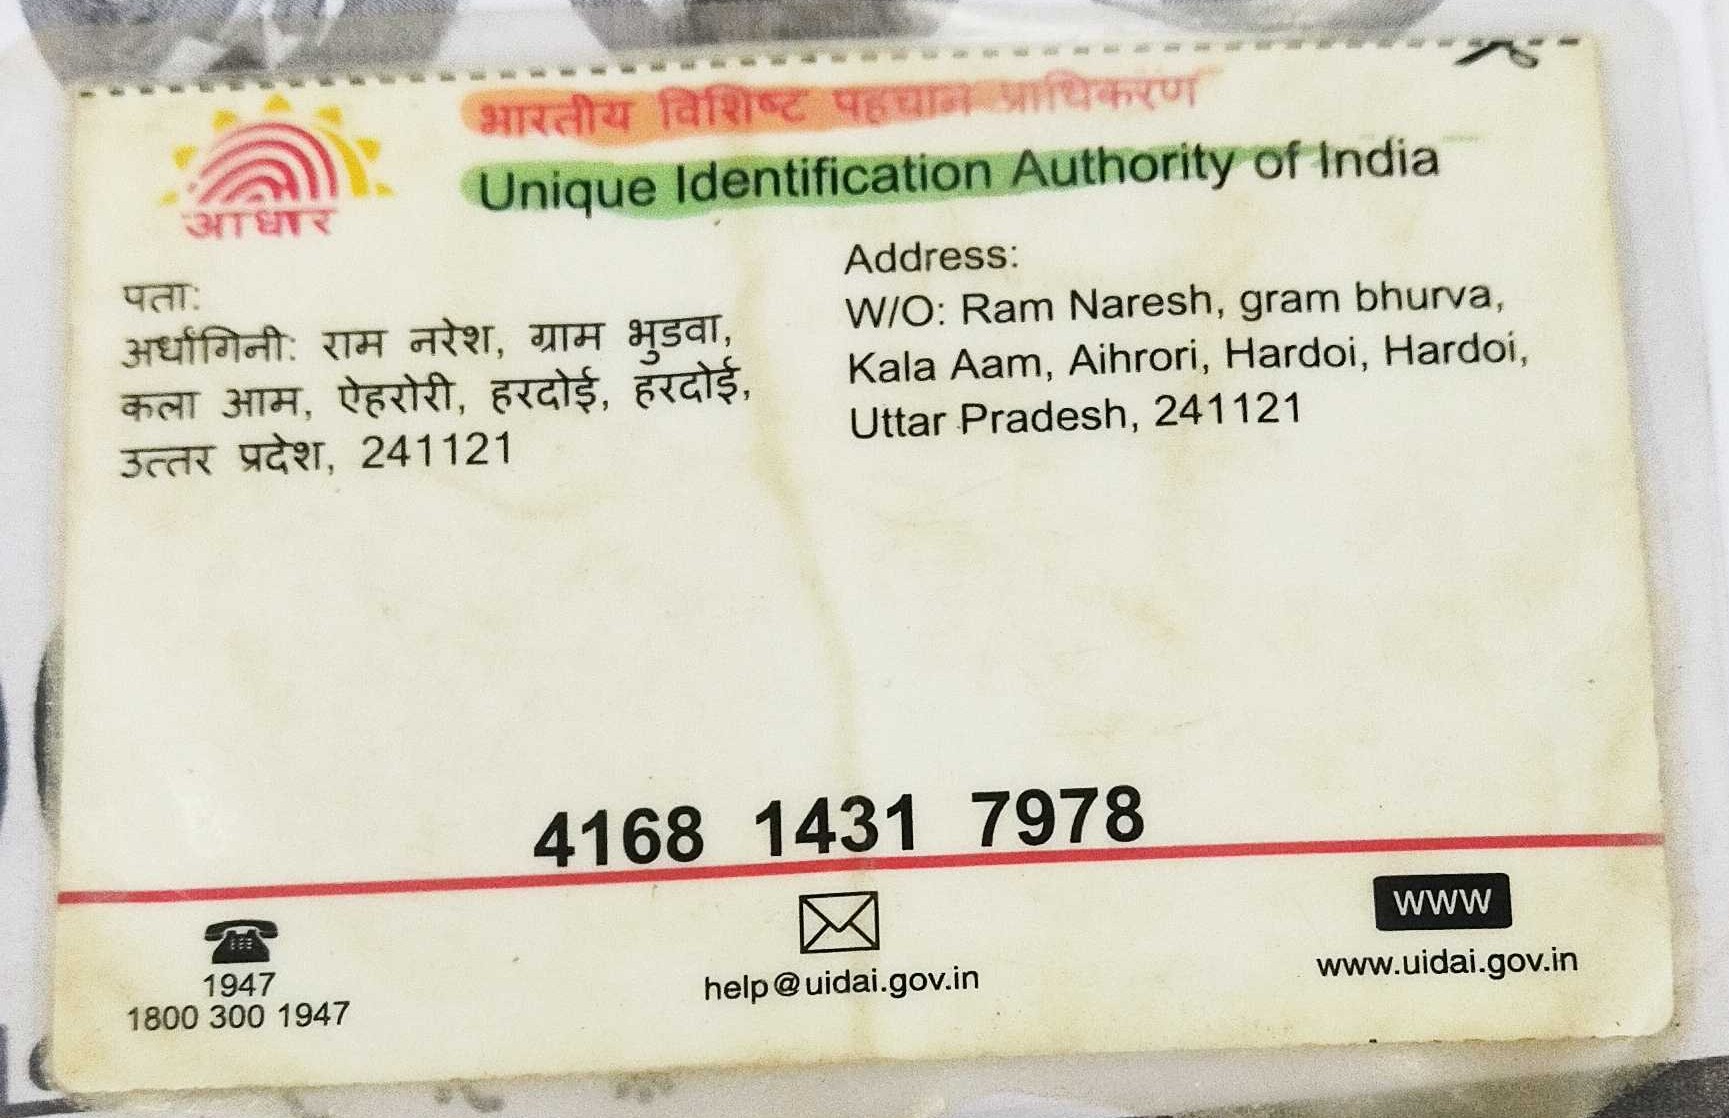 भारतीय विशिष्ट पहचान प्राधिकरण
Unique Identification Authority of India
आधार
पता:
अर्धांगिनी: राम नरेश, ग्राम भुडवा,
कला आम, ऐहरोरी, हरदोई, हरदोई,
उत्तर प्रदेश, 241121
Address:
W/O: Ram Naresh, gram bhurva,
Kala Aam, Aihrori, Hardoi, Hardoi,
Uttar Pradesh, 241121
4168 1431 7978
1947
1800 300 1947
help@uidai.gov.in
WWW
www.uidai.gov.in